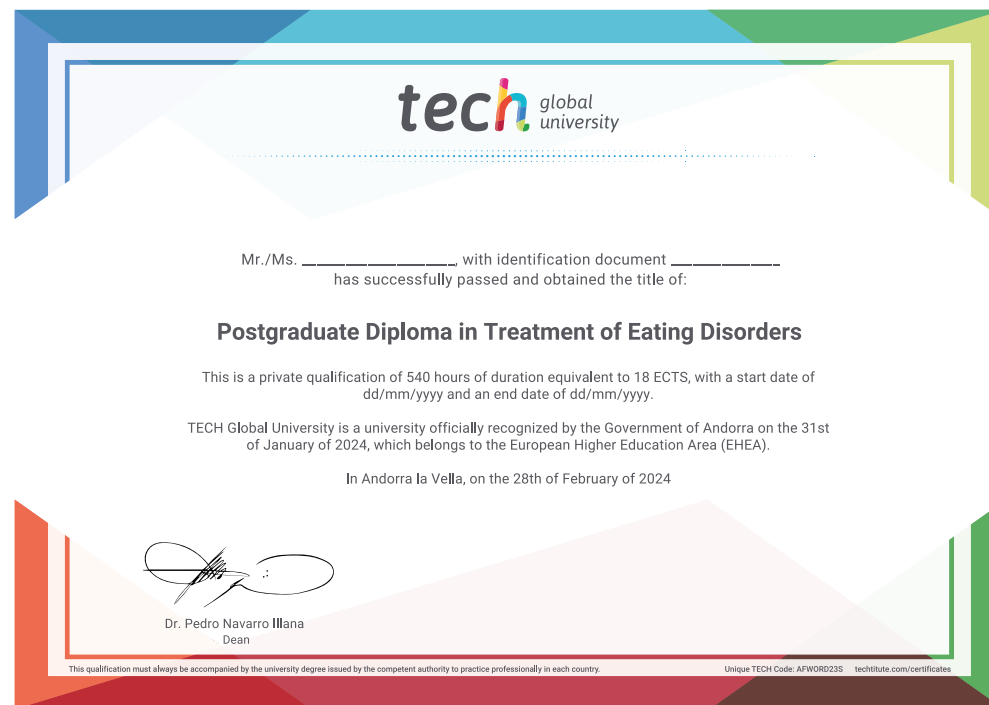 tech global university
Mr./Ms. ____________________, with identification document ______________
has successfully passed and obtained the title of:
Postgraduate Diploma in Treatment of Eating Disorders
This is a private qualification of 540 hours of duration equivalent to 18 ECTS, with a start date of
dd/mm/yyyy and an end date of dd/mm/yyyy.
TECH Global University is a university officially recognized by the Government of Andorra on the 31st
of January of 2024, which belongs to the European Higher Education Area (EHEA).
In Andorra la Vella, on the 28th of February of 2024
Dr. Pedro Navarro Illana
Dean
This qualification must always be accompanied by the university degree issued by the competent authority to practice professionally in each country.
Unique TECH Code: AFWORD23S techtitute.com/certificates